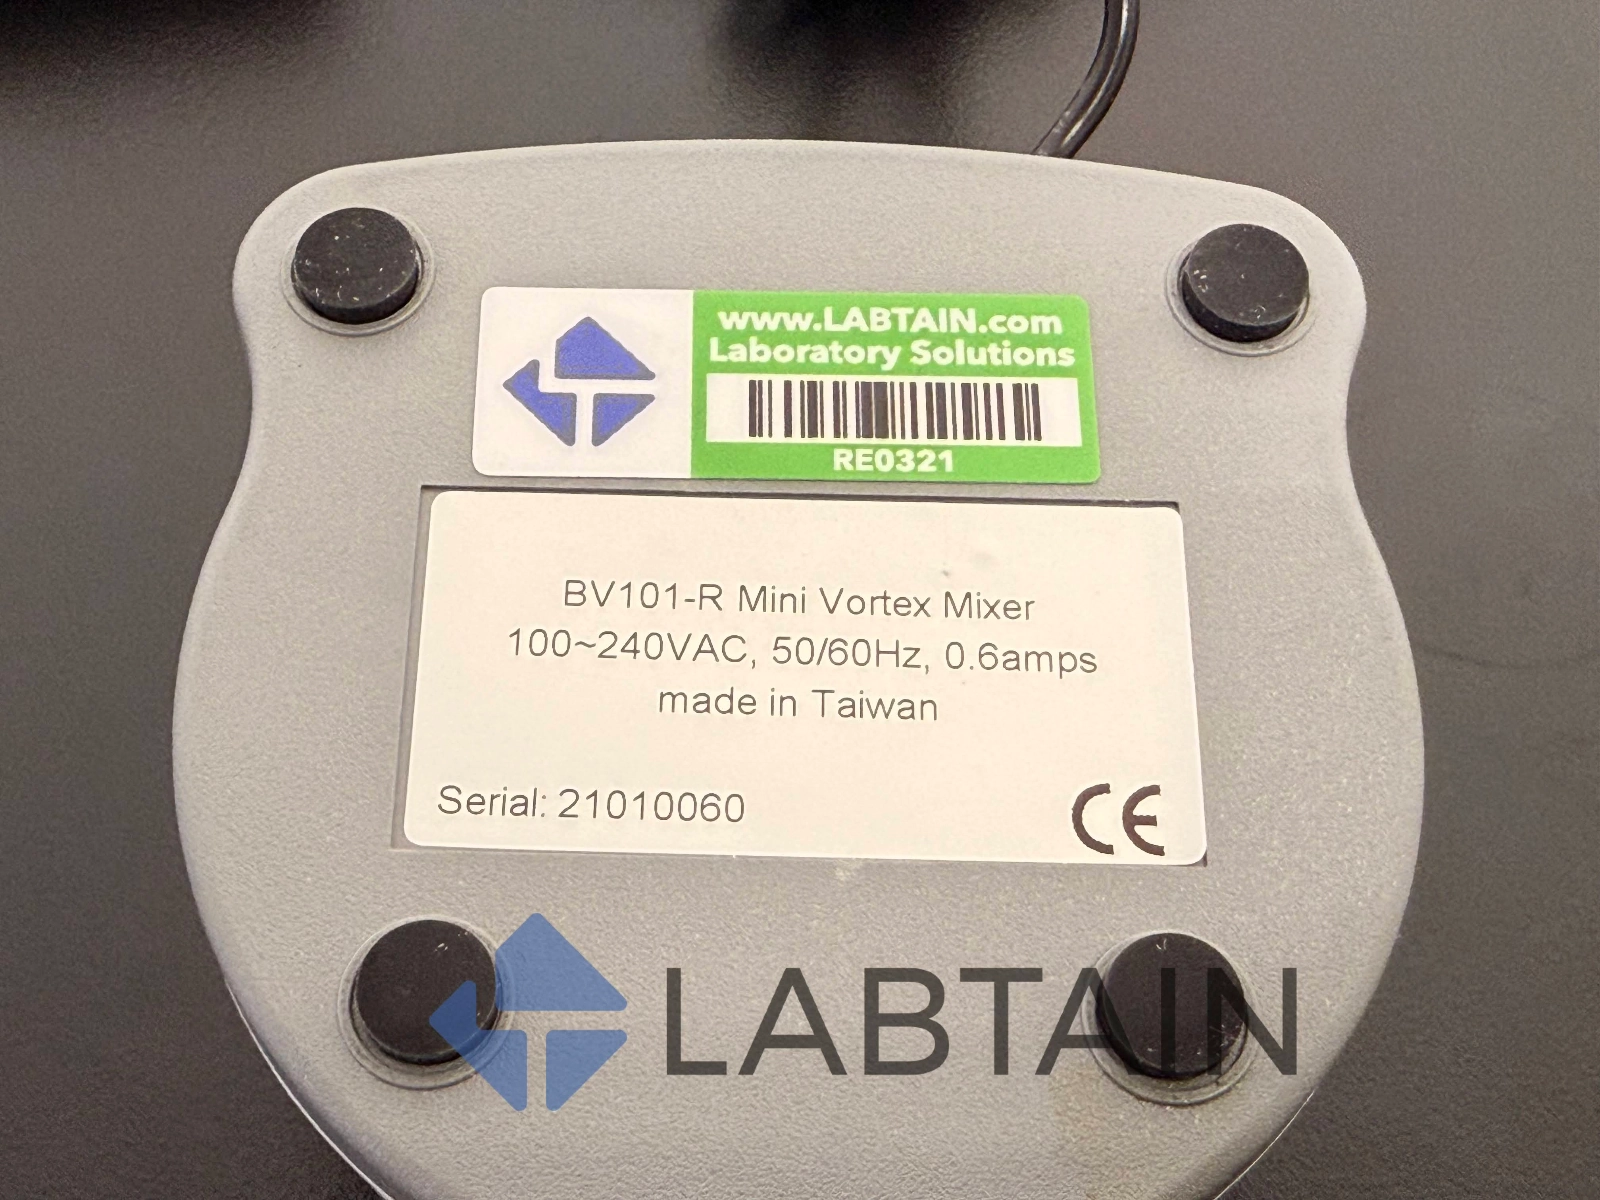 www.LABTAIN.com
Laboratory Solutions
RE0321
BV101-R Mini Vortex Mixer
100~240VAC, 50/60Hz, 0.6amps
made in Taiwan
Serial: 21010060
CE
LABTAIN